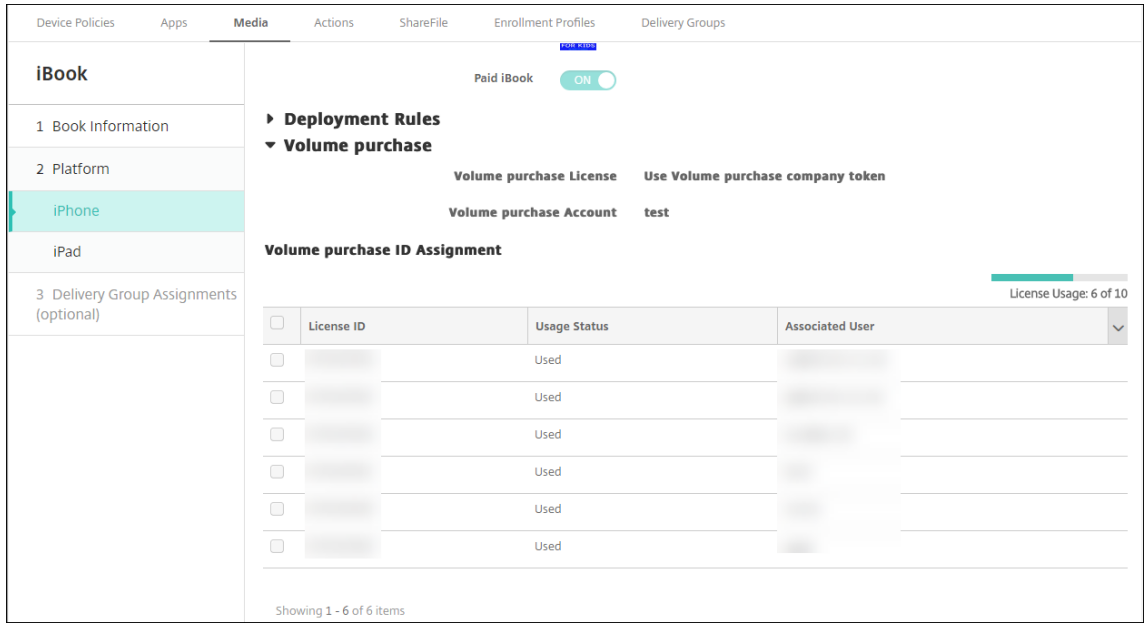 Device Policies Apps Media Actions ShareFile Enrollment Profiles Delivery Groups
iBook
1 Book Information
2 Platform
iPhone
iPad
3 Delivery Group Assignments
(optional)
FOR KIDS
Paid iBook ON
Deployment Rules
Volume purchase
Volume purchase License Use Volume purchase company token
Volume purchase Account test
Volume purchase ID Assignment
License Usage: 6 of 10
License ID Usage Status Associated User
Used
Used
Used
Used
Used
Used
Showing 1 - 6 of 6 items